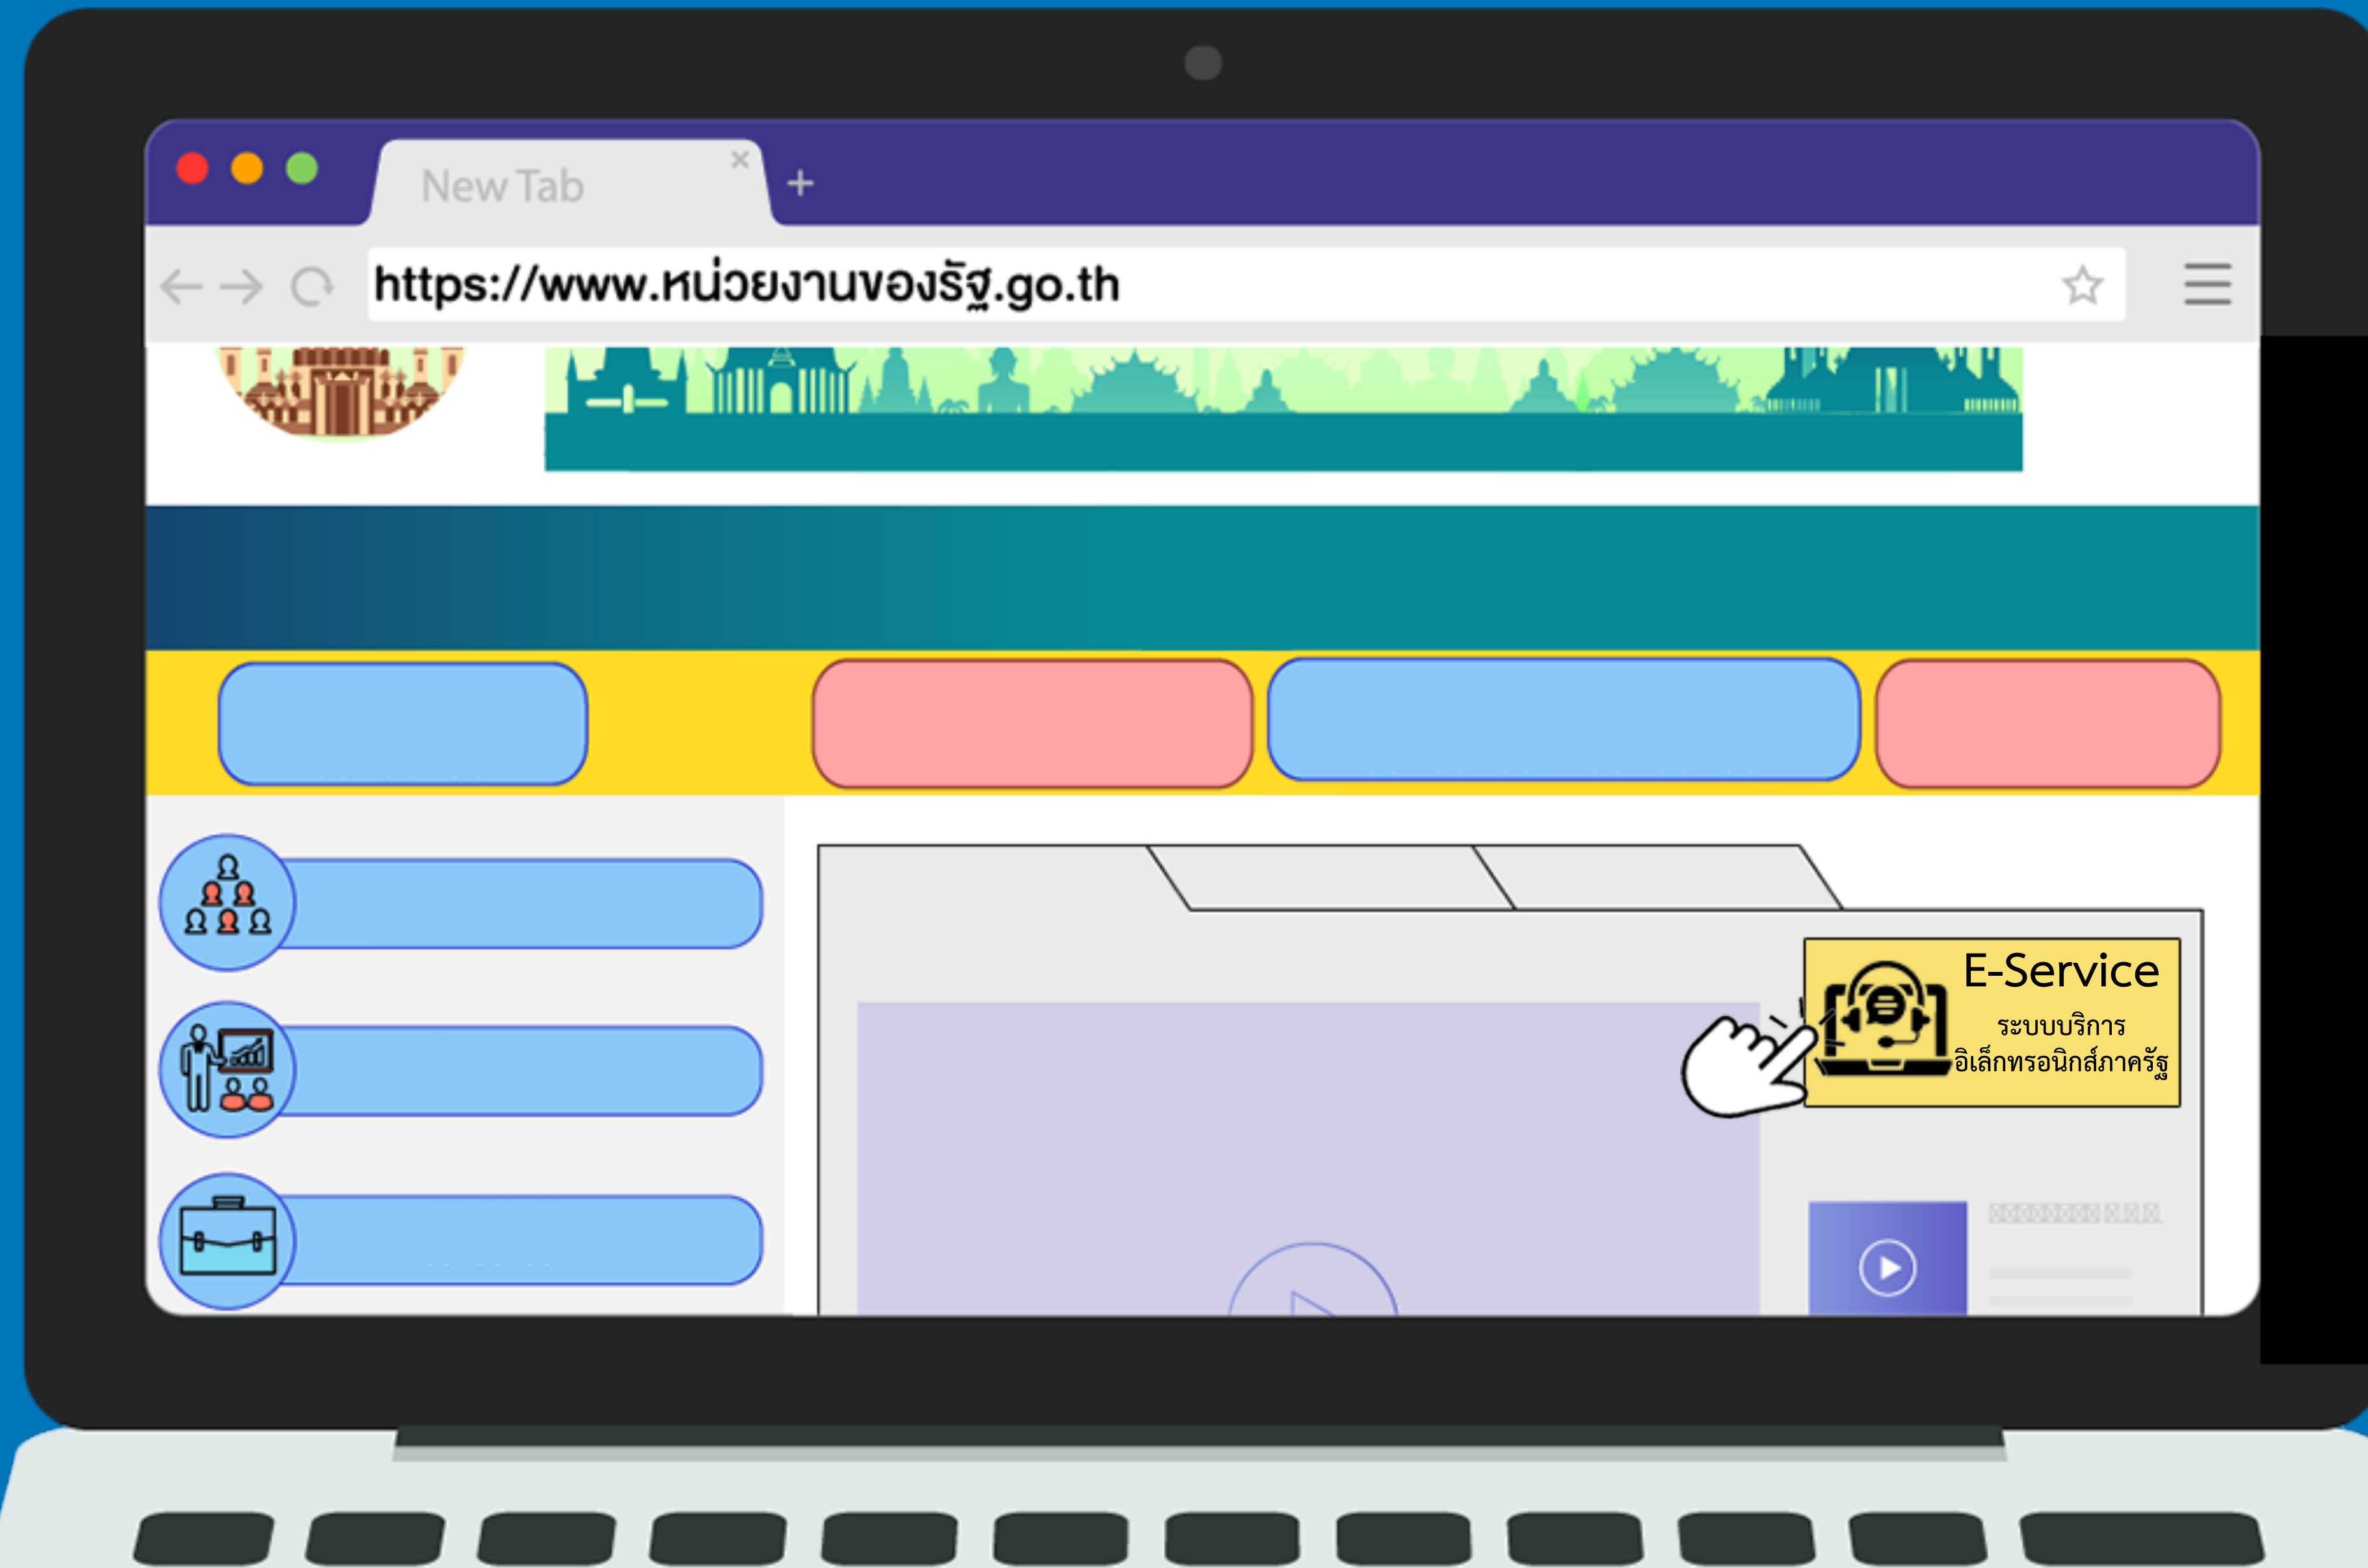 New Tab
https://www.หน่วยงานของรัฐ.go.th
E-Service
ระบบบริการ
อิเล็กทรอนิกส์ภาครัฐ